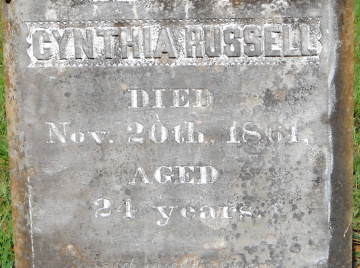 CYNTHIA RUSSELL
DIED
Nov. 20th, 1861,
AGED
24 years.